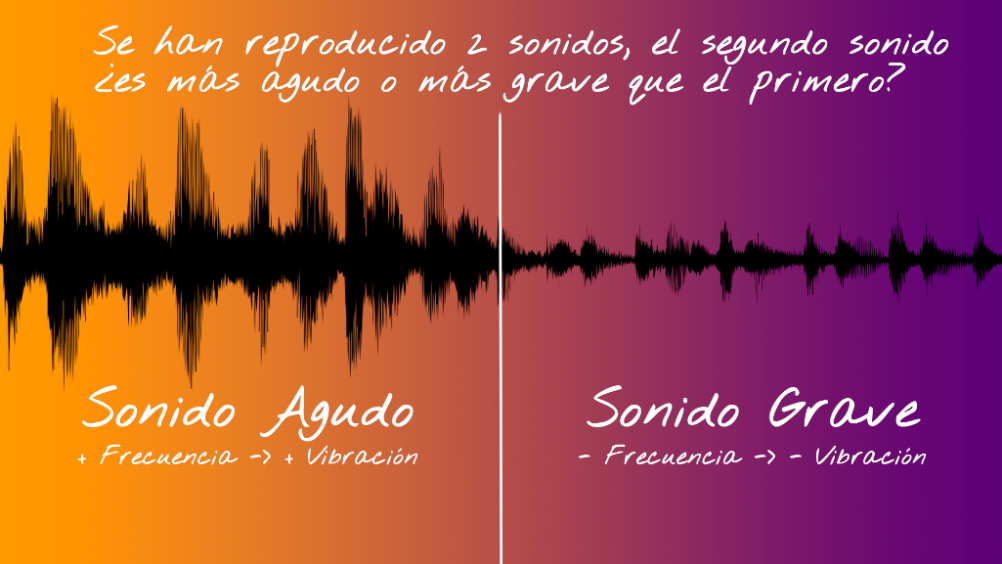 Se han reproducido 2 sonidos, el segundo sonido
¿es más agudo o más grave que el primero?
Sonido Agudo
+ Frecuencia -> + Vibración
Sonido Grave
- Frecuencia -> - Vibración